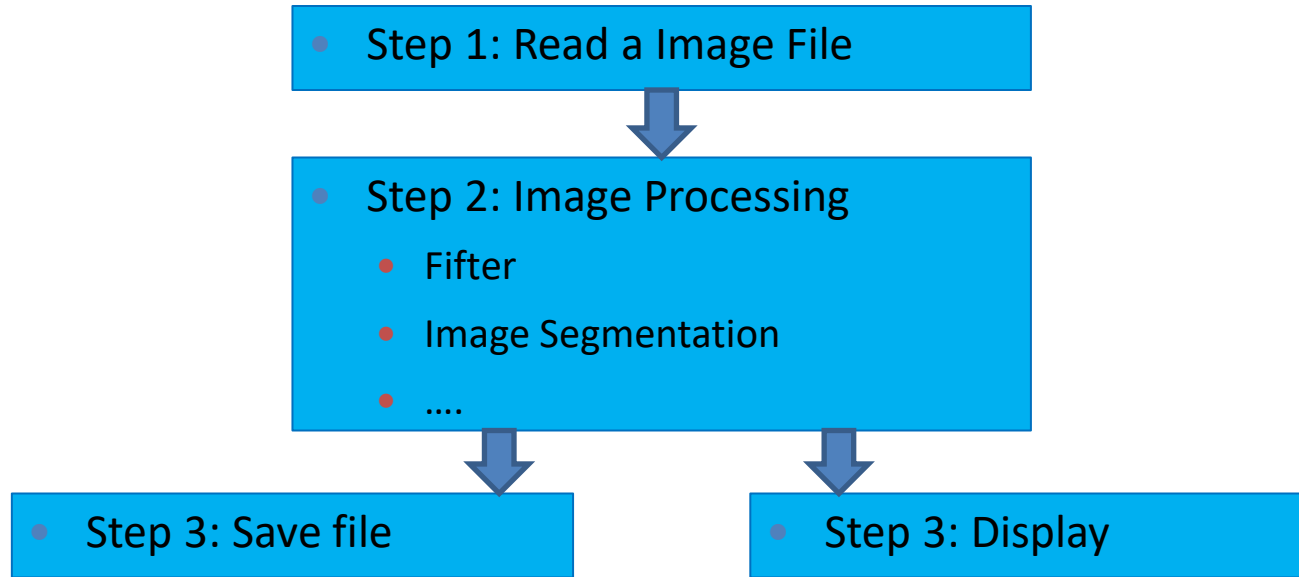 Step 1: Read a Image File
Step 2: Image Processing
Fifter
Image Segmentation
....
Step 3: Save file
Step 3: Display